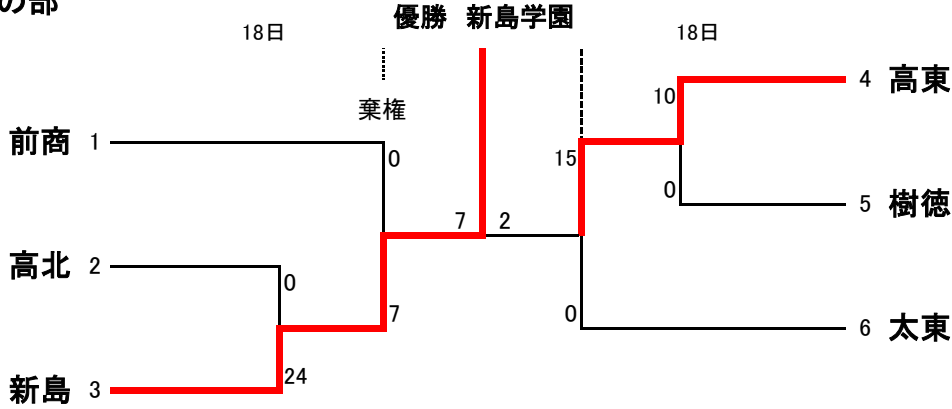 の部
優勝 新島学園
18日
18日
4 高東
10
棄権
前商 1
0
15
0
5 樹徳
7 2
高北 2
0
7
0
6 太東
24
新島 3